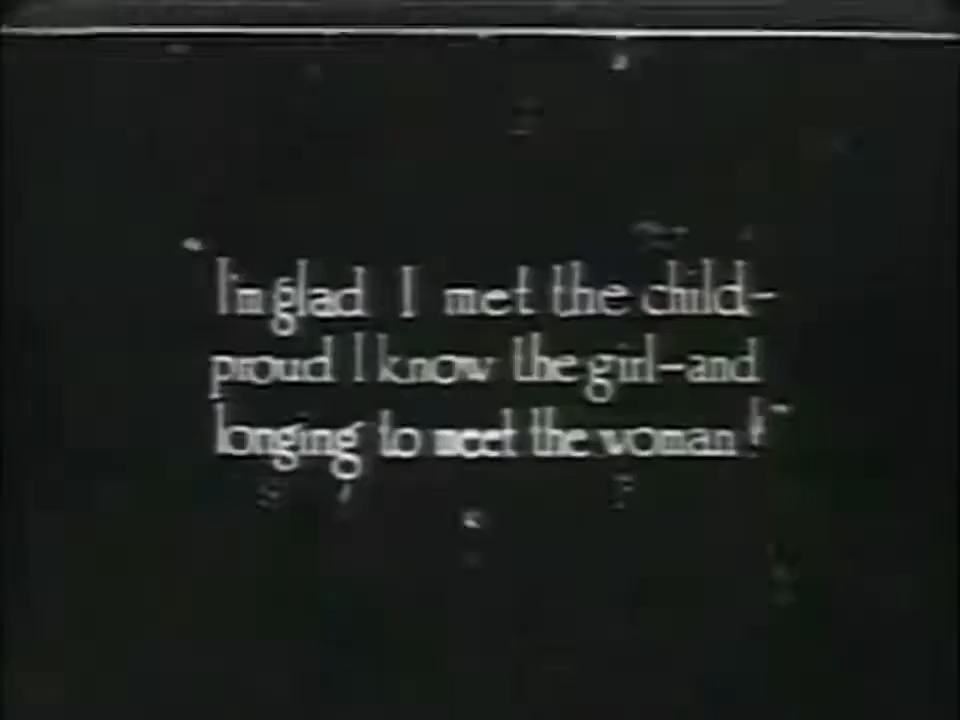 "I'm glad I met the child—
proud I know the girl—and
longing to meet the woman!"